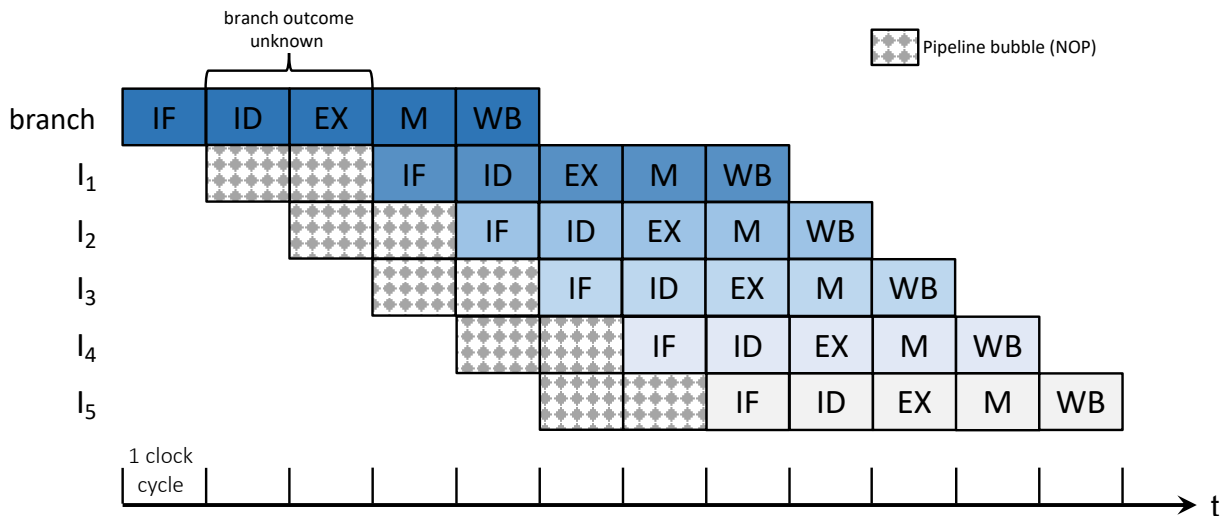 branch outcome
unknown
Pipeline bubble (NOP)
branch IF ID EX M WB
I1 IF ID EX M WB
I2 IF ID EX M WB
I3 IF ID EX M WB
I4 IF ID EX M WB
I5 IF ID EX M WB
1 clock
cycle
t